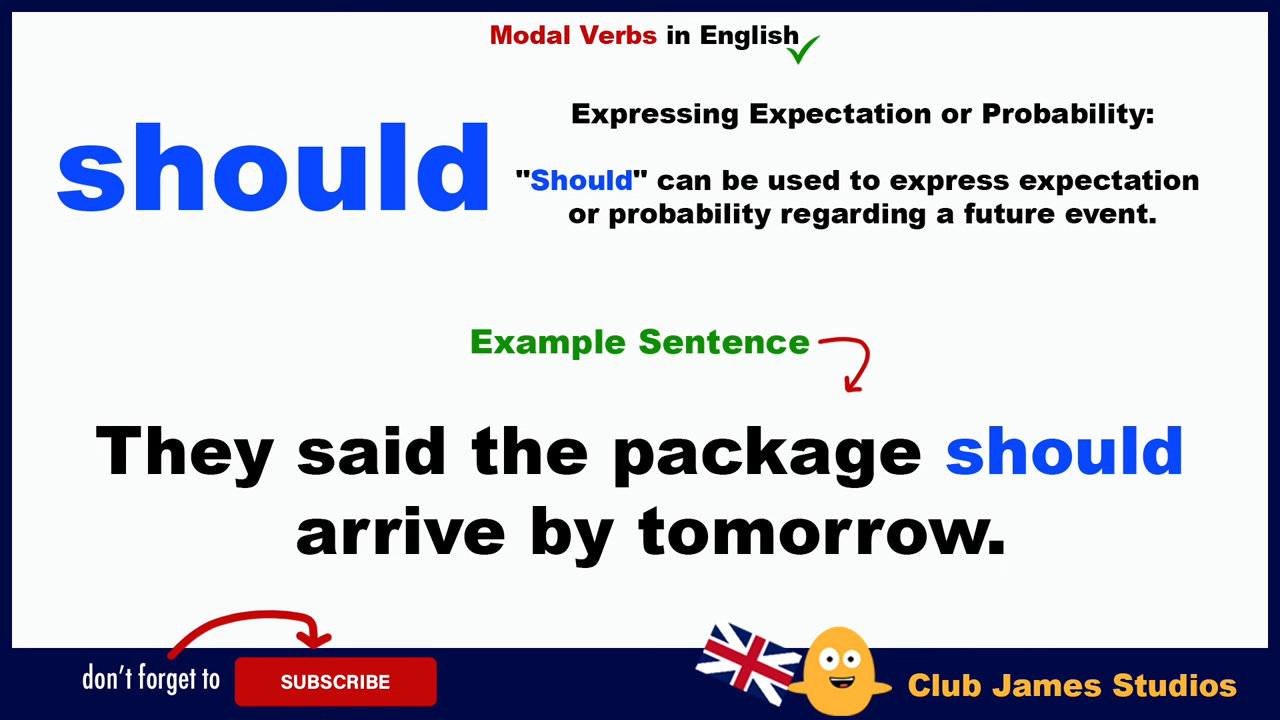 Modal Verbs in English
should
Expressing Expectation or Probability:
"Should" can be used to express expectation
or probability regarding a future event.
Example Sentence
They said the package should
arrive by tomorrow.
don't forget to
SUBSCRIBE
Club James Studios